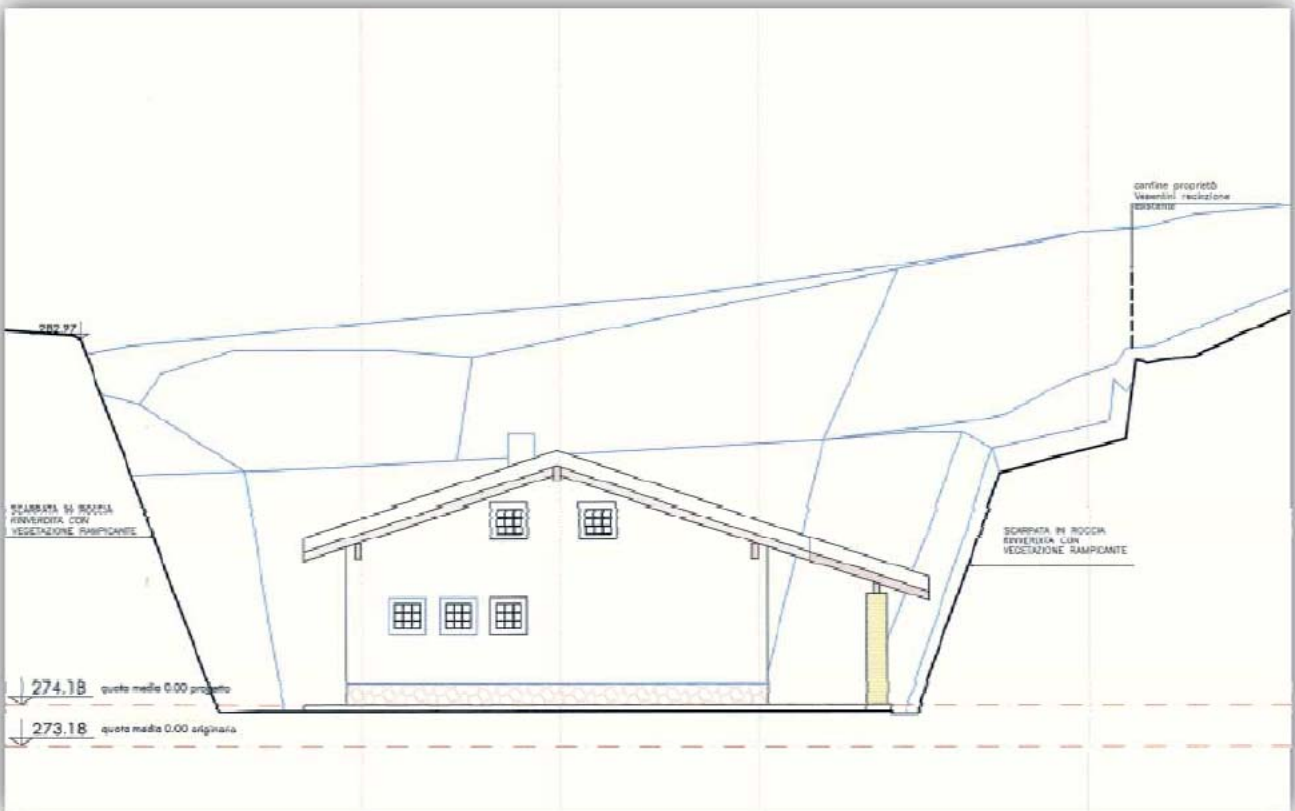 confine proprietà
Vesentini recinzione
esistente
282.97
SCARPATA IN ROCCIA
RINVERDITA CON
VEGETAZIONE RAMPICANTE
SCARPATA IN ROCCIA
RINVERDITA CON
VEGETAZIONE RAMPICANTE
274.18 quota media 0.00 progetto
273.18 quota media 0.00 originaria